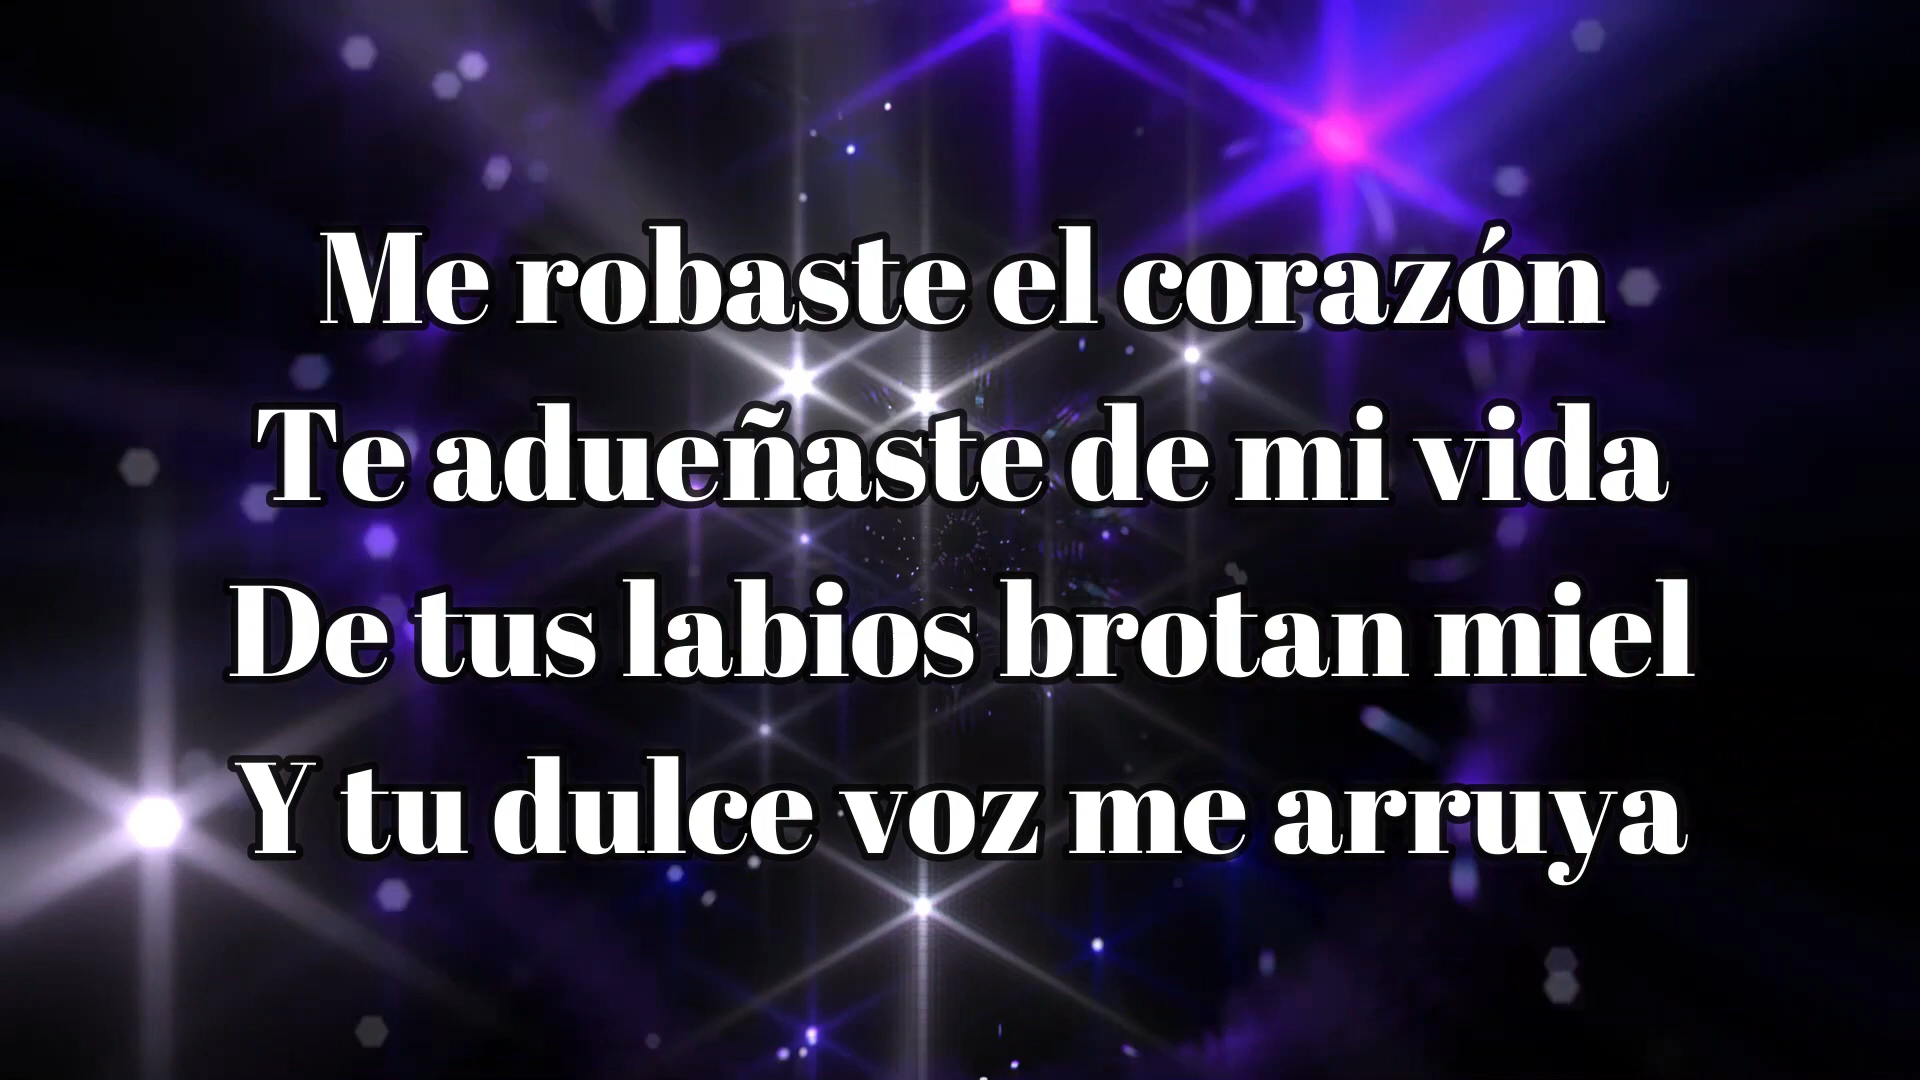 Me robaste el corazón
Te adueñaste de mi vida
De tus labios brotan miel
Y tu dulce voz me arruya